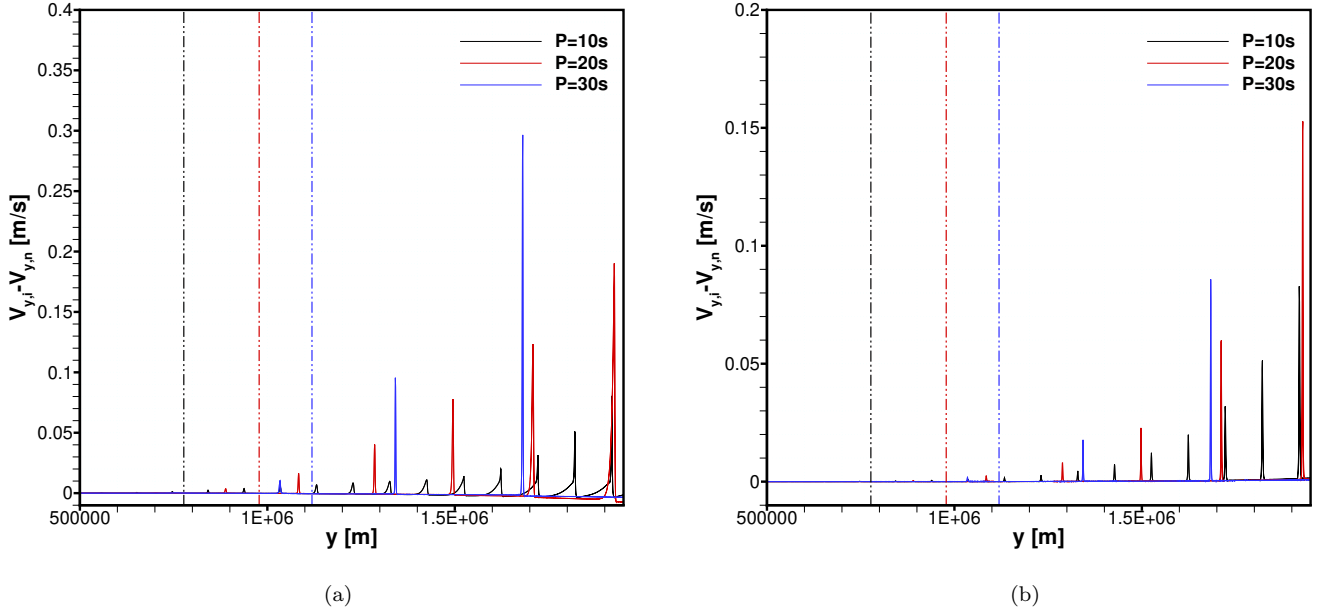 0.4
0.35
0.3
0.25
0.2
0.15
0.1
0.05
0
V_{y,i}-V_{y,n} [m/s]
500000
1E+06
1.5E+06
y [m]
P=10s
P=20s
P=30s
(a)
0.2
0.15
0.1
0.05
0
V_{y,i}-V_{y,n} [m/s]
500000
1E+06
1.5E+06
y [m]
P=10s
P=20s
P=30s
(b)